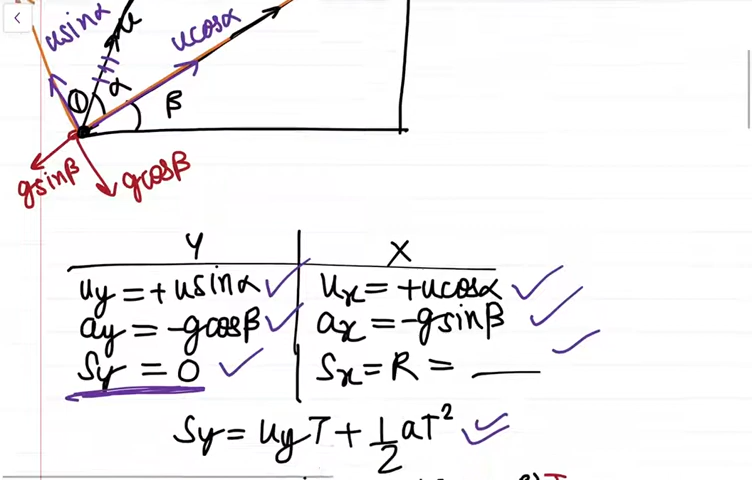 usinα
u
ucosα
①
α
β
gsinβ
gcosβ
Y
X
uy = + usinα
ux = +ucosα
ay = -gcosβ
ax = -gsinβ
Sy = 0
Sx = R = ___
Sy = uyT + 1/2 aT²